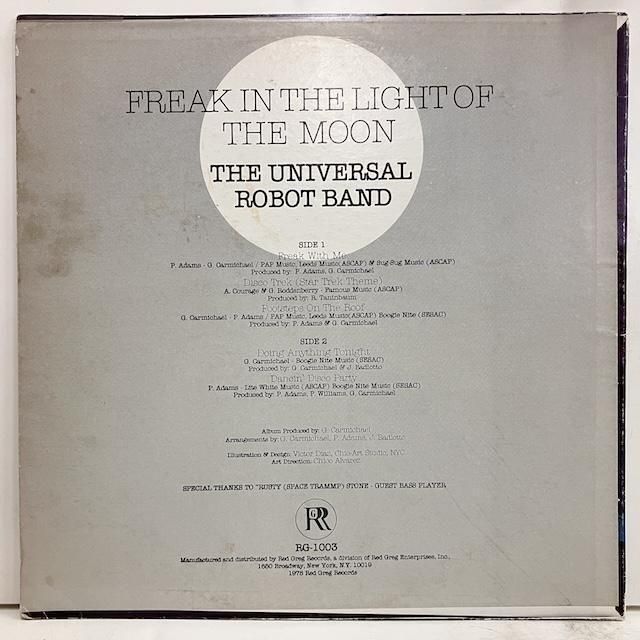 FREAK IN THE LIGHT OF
THE MOON
THE UNIVERSAL
ROBOT BAND
SIDE 1
Freak With Me
P. Adams - G. Carmichael / PAP Music, Leeds Music (ASCAP) & Sug-Sug Music (ASCAP)
Produced by: P. Adams, G. Carmichael
Disco Trek (Star Trek Theme)
A. Courage & G. Roddenberry - Famous Music (ASCAP)
Produced by: R. Taninbaum
Footsteps On The Roof
G. Carmichael - P. Adams / PAP Music, Leeds Music (ASCAP) Boogie Nite (SESAC)
Produced by: P. Adams & G. Carmichael
SIDE 2
Doing Anything Tonight
G. Carmichael - Boogie Nite Music (SESAC)
Produced by: G. Carmichael & J. Badlotto
Dancin' Disco Party
P. Adams - Lite White Music (ASCAP) Boogie Nite Music (SESAC)
Produced by: P. Adams, P. Williams, G. Carmichael
Album Produced by: G. Carmichael
Arrangements by: G. Carmichael, P. Adams, J. Badlotto
Illustration & Design: Victor Diaz, Chic-Art Studio, NYC
Art Direction: Chico Alvarez
SPECIAL THANKS TO "RUSTY (SPACE TRAMMP) STONE - GUEST BASS PLAYER
RG
RG-1003
Manufactured and distributed by Red Greg Records, a division of Red Greg Enterprises, Inc.,
1650 Broadway, New York, N.Y. 10019
1978 Red Greg Records